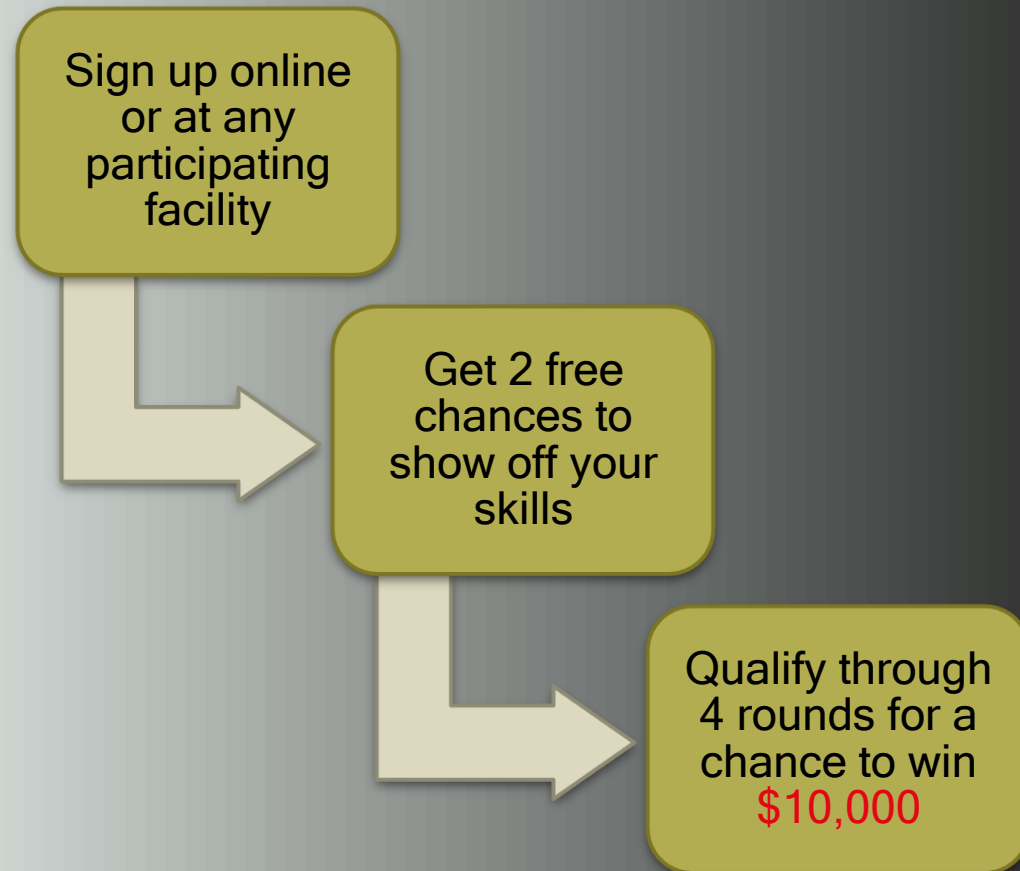 Sign up online
or at any
participating
facility
Get 2 free
chances to
show off your
skills
Qualify through
4 rounds for a
chance to win
$10,000